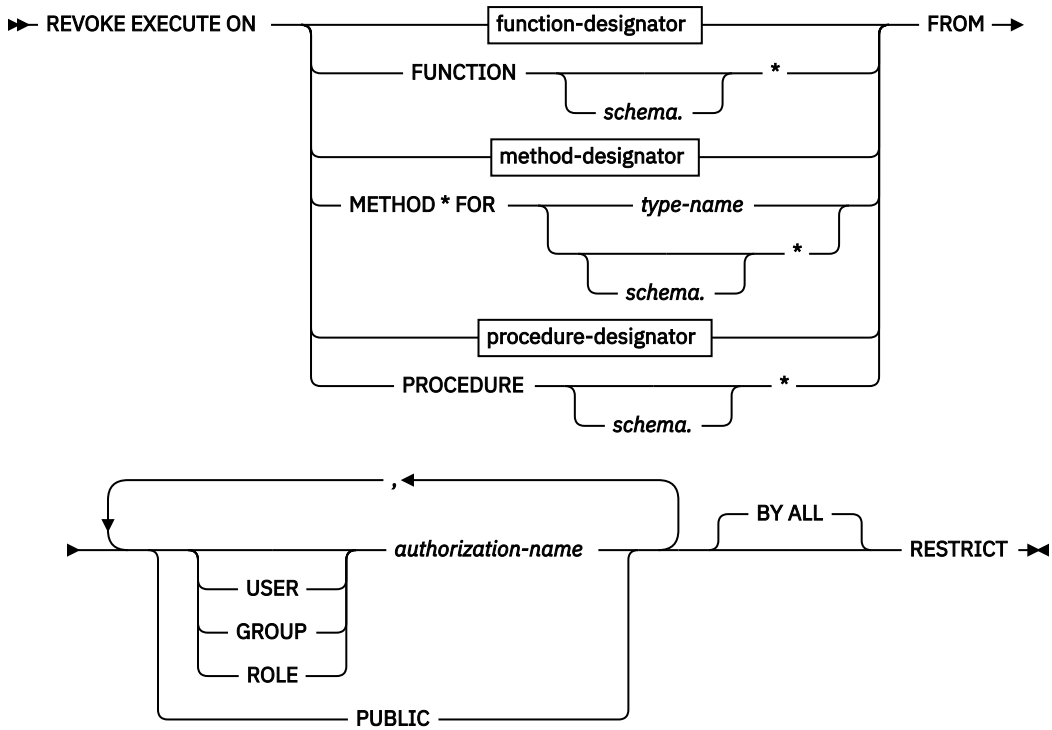 REVOKE EXECUTE ON function-designator FROM
FUNCTION *
schema.
method-designator
METHOD * FOR type-name
*
schema.
procedure-designator
PROCEDURE *
schema.
,
BY ALL
authorization-name RESTRICT
USER
GROUP
ROLE
PUBLIC